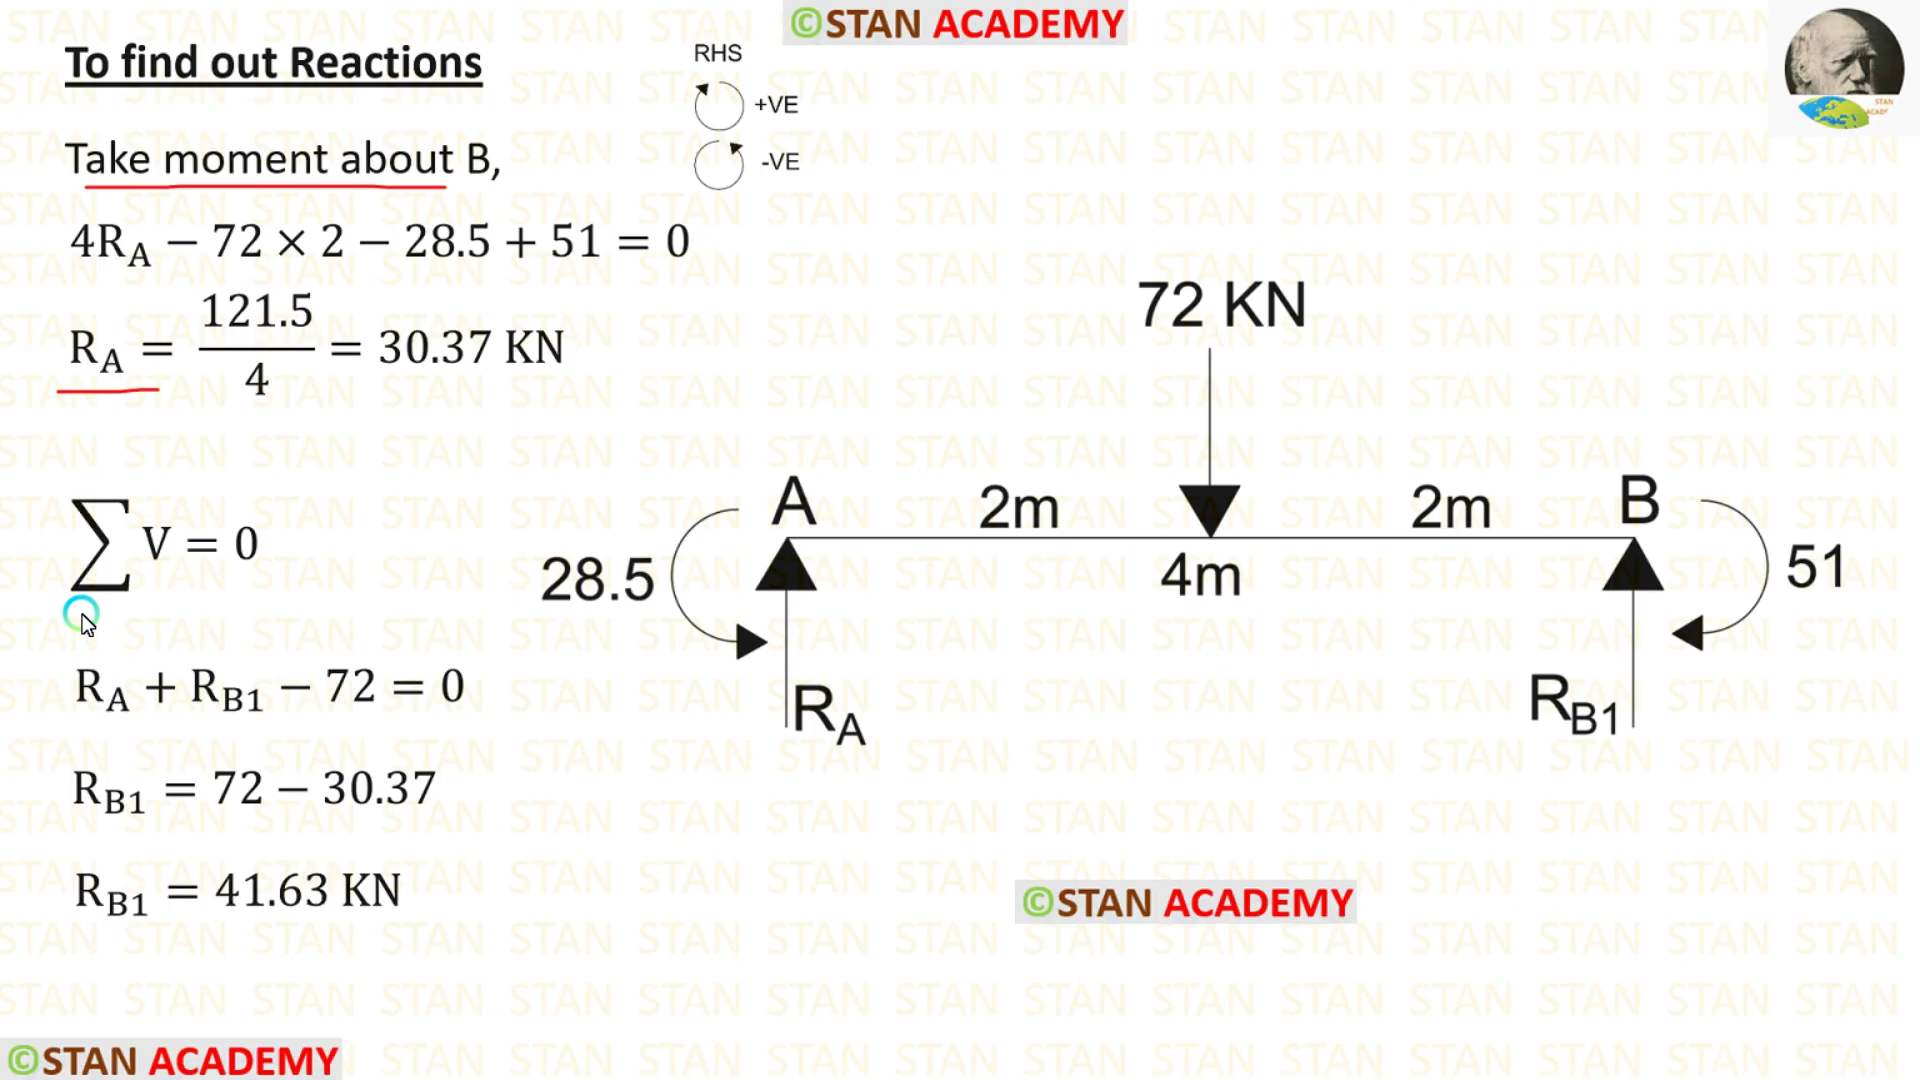 ©STAN ACADEMY
To find out Reactions
RHS
+VE
-VE
STAN
Take moment about B,
4R_A − 72 × 2 − 28.5 + 51 = 0
R_A = 121.5/4 = 30.37 KN
72 KN
A 2m 2m B
∑ V = 0
28.5 4m 51
R_A + R_B1 − 72 = 0
R_A R_B1
R_B1 = 72 − 30.37
R_B1 = 41.63 KN
©STAN ACADEMY
©STAN ACADEMY